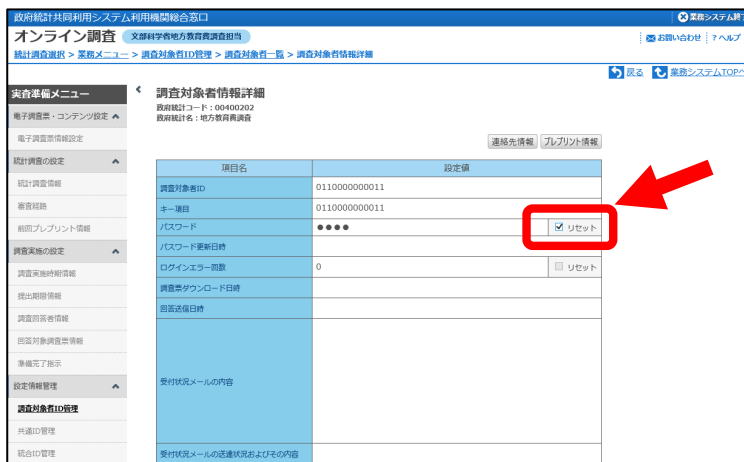 政府統計共同利用システム利用機関総合窓口
業務システム終了
オンライン調査 文部科学省地方教育費調査担当
お問い合わせ ? ヘルプ
統計調査選択 > 業務メニュー > 調査対象者ID管理 > 調査対象者一覧 > 調査対象者情報詳細
戻る 業務システムTOPへ
実査準備メニュー
電子調査票・コンテンツ設定
電子調査票情報設定
統計調査の設定
統計調査情報
審査経路
前回プレプリント情報
調査実施の設定
調査実施時期情報
提出期限情報
調査回答者情報
回答対象調査票情報
準備完了指示
設定情報管理
調査対象者ID管理
共通ID管理
統合ID管理
調査対象者情報詳細
政府統計コード:00400202
政府統計名:地方教育費調査
連絡先情報 プレプリント情報
項目名 設定値
調査対象者ID 0110000000011
キー項目 0110000000011
パスワード ●●●● リセット
パスワード更新日時
ログインエラー回数 0 リセット
調査票ダウンロード日時
回答送信日時
受付状況メールの内容
受付状況メールの送達状況およびその内容